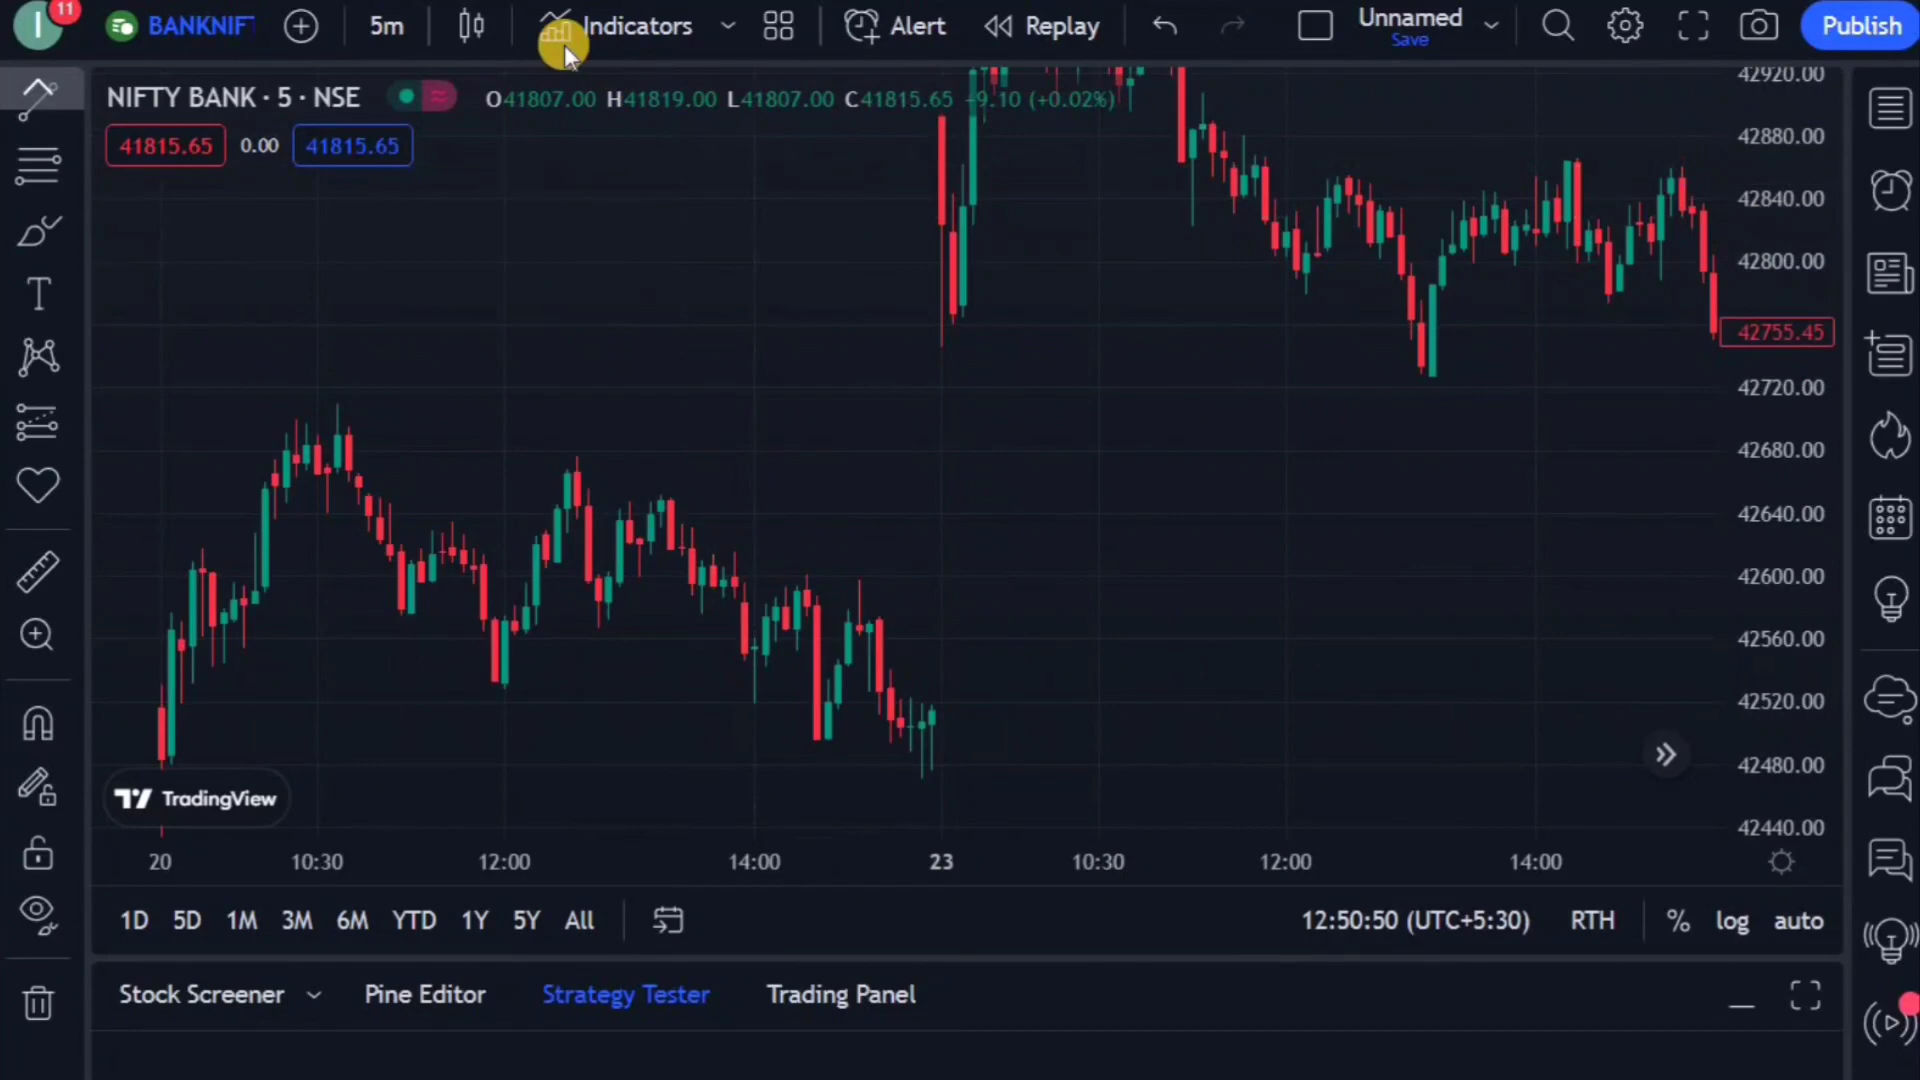 I
11
BANKNIFT
5m
Indicators
Alert
Replay
Unnamed
Save
Publish
NIFTY BANK · 5 · NSE
O41807.00 H41819.00 L41807.00 C41815.65 -9.10 (+0.02%)
41815.65 0.00 41815.65
42920.00
42880.00
42840.00
42800.00
42755.45
42720.00
42680.00
42640.00
42600.00
42560.00
42520.00
42480.00
42440.00
TradingView
20 10:30 12:00 14:00 23 10:30 12:00 14:00
1D 5D 1M 3M 6M YTD 1Y 5Y All
12:50:50 (UTC+5:30) RTH % log auto
Stock Screener Pine Editor Strategy Tester Trading Panel